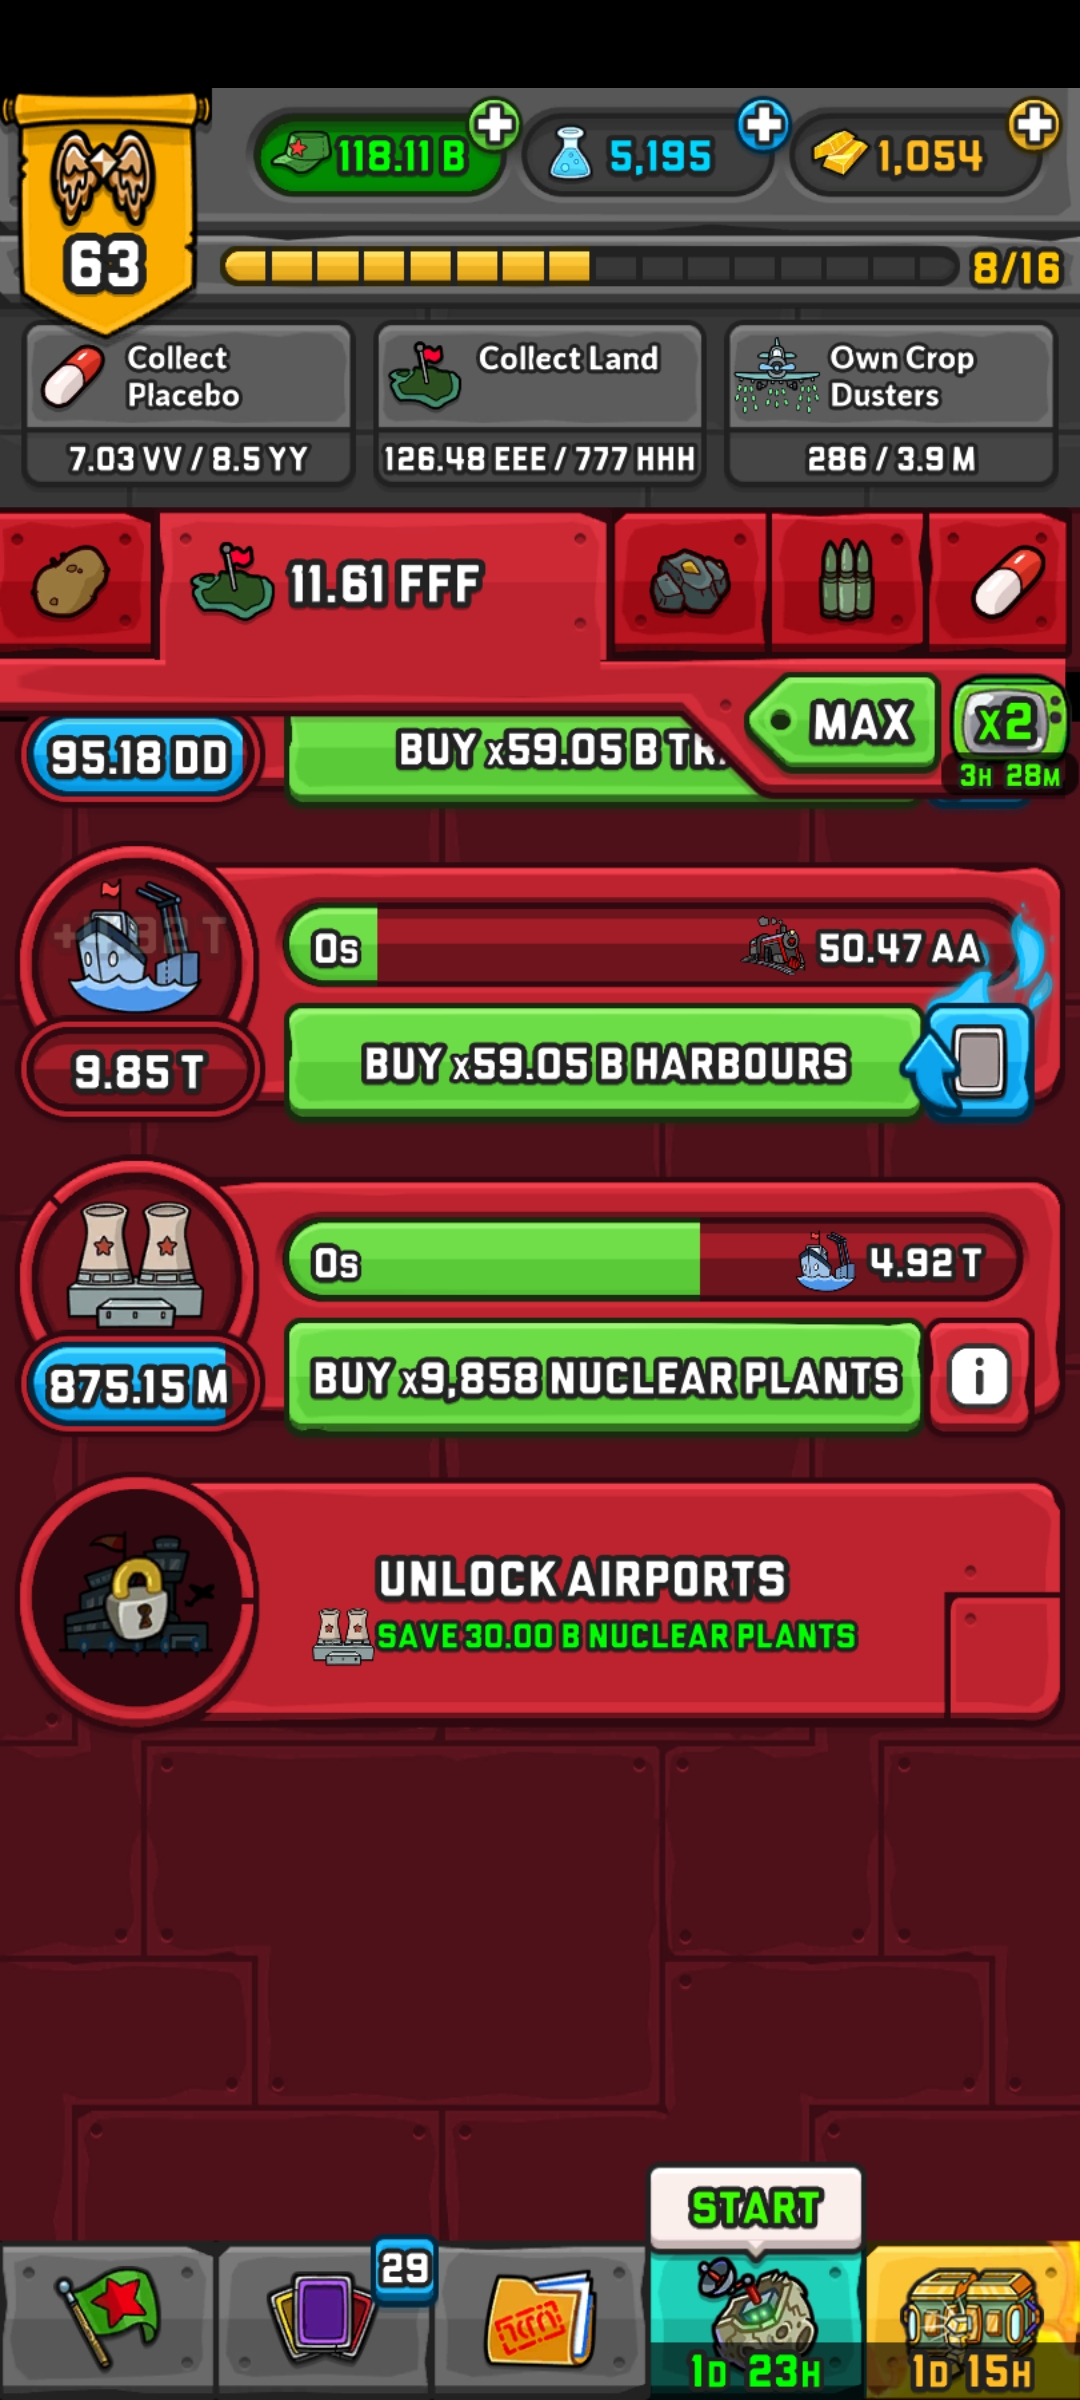 118.11 B
5,195
1,054
63
8/16
Collect
Placebo
Collect Land
Own Crop
Dusters
7.03 VV / 8.5 YY
126.48 EEE / 777 HHH
286 / 3.9 M
11.61 FFF
MAX
x2
3H 28M
95.18 DD
BUY x59.05 B
0s
50.47 AA
9.85 T
BUY x59.05 B HARBOURS
0s
4.92 T
875.15 M
BUY x9,858 NUCLEAR PLANTS
i
UNLOCK AIRPORTS
SAVE 30.00 B NUCLEAR PLANTS
START
29
1D 23H
1D 15H